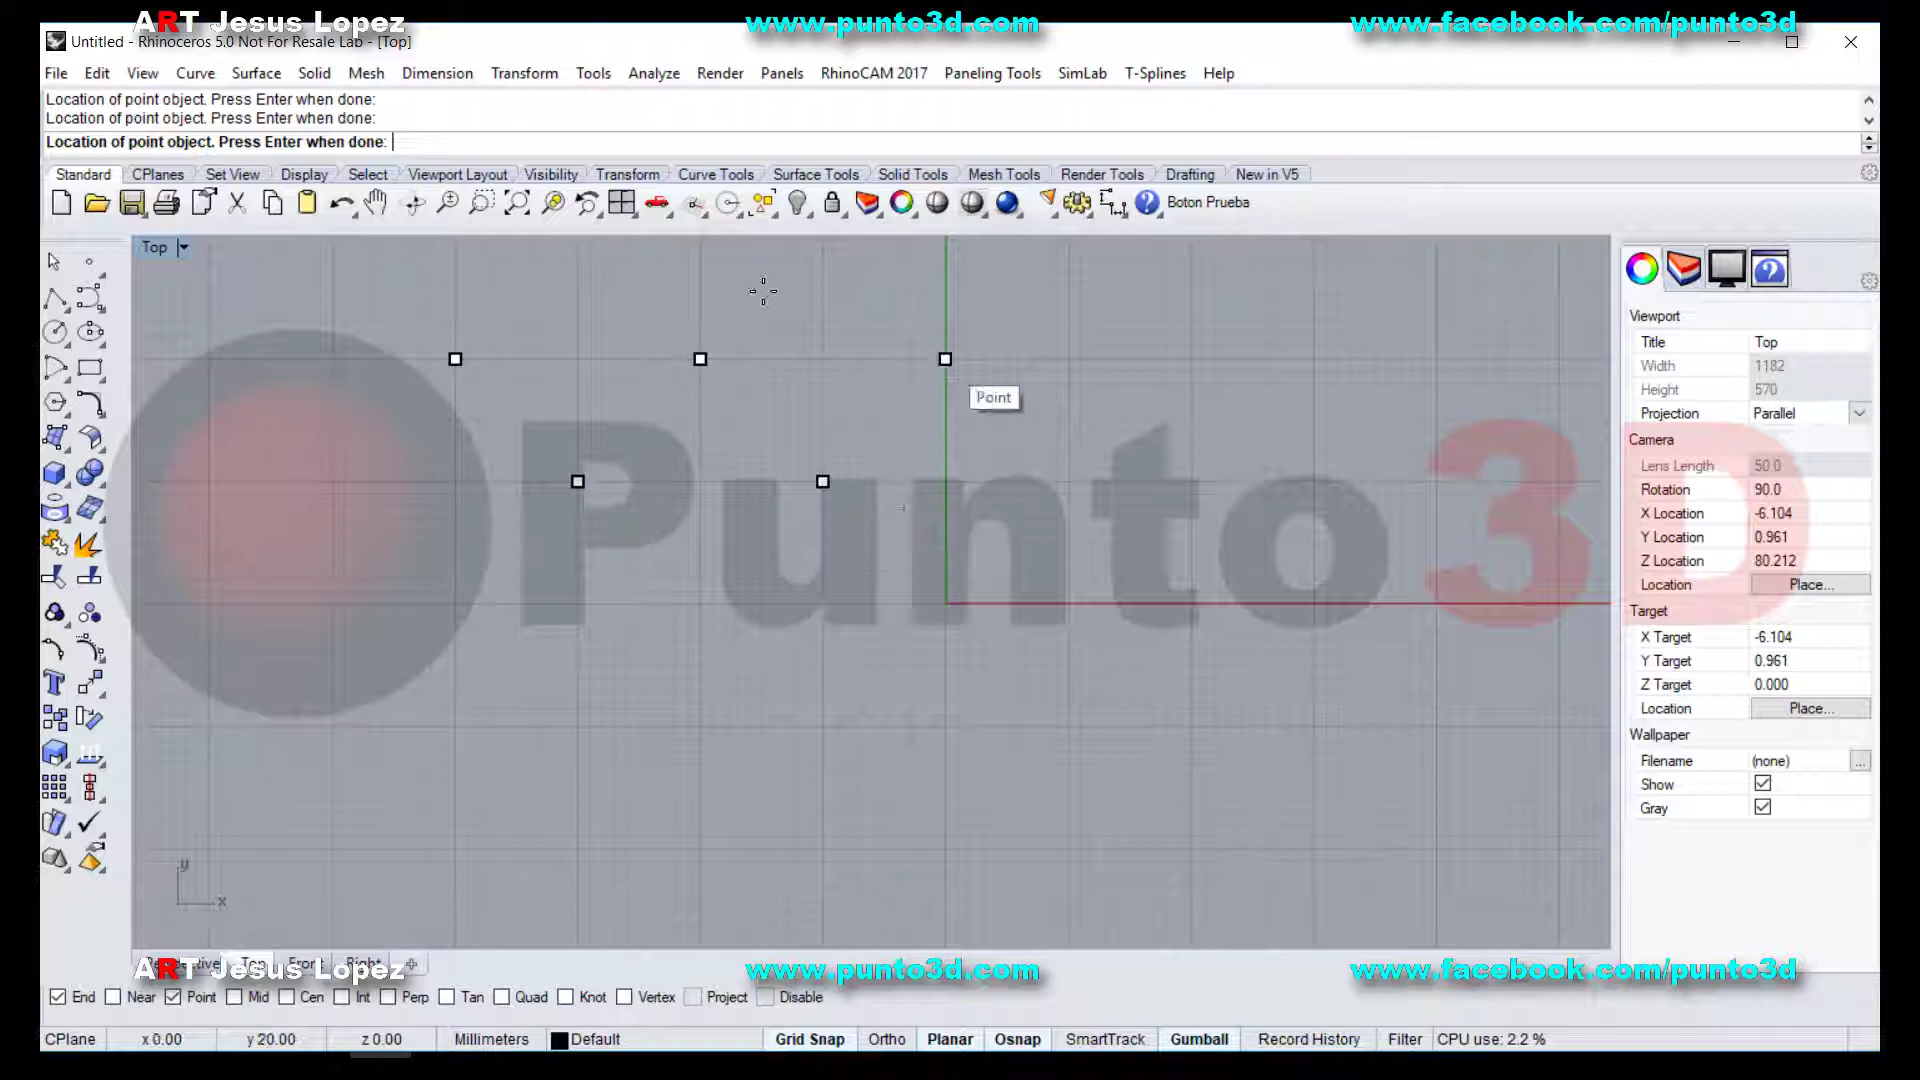 ART Jesus Lopez
www.punto3d.com
www.facebook.com/punto3d
Untitled - Rhinoceros 5.0 Not For Resale Lab - [Top]
File Edit View Curve Surface Solid Mesh Dimension Transform Tools Analyze Render Panels RhinoCAM 2017 Paneling Tools SimLab T-Splines Help
Location of point object. Press Enter when done:
Location of point object. Press Enter when done:
Location of point object. Press Enter when done:
Standard CPlanes Set View Display Select Viewport Layout Visibility Transform Curve Tools Surface Tools Solid Tools Mesh Tools Render Tools Drafting New in V5
Boton Prueba
Top
Point
Punto 3D
y
x
Viewport
Title Top
Width 1182
Height 570
Projection Parallel
Camera
Lens Length 50.0
Rotation 90.0
X Location -6.104
Y Location 0.961
Z Location 80.212
Location Place...
Target
X Target -6.104
Y Target 0.961
Z Target 0.000
Location Place...
Wallpaper
Filename (none) ...
Show
Gray
Perspective Top Front Right
ART Jesus Lopez
www.punto3d.com
www.facebook.com/punto3d
End Near Point Mid Cen Int Perp Tan Quad Knot Vertex Project Disable
CPlane x 0.00 y 20.00 z 0.00 Millimeters Default Grid Snap Ortho Planar Osnap SmartTrack Gumball Record History Filter CPU use: 2.2 %